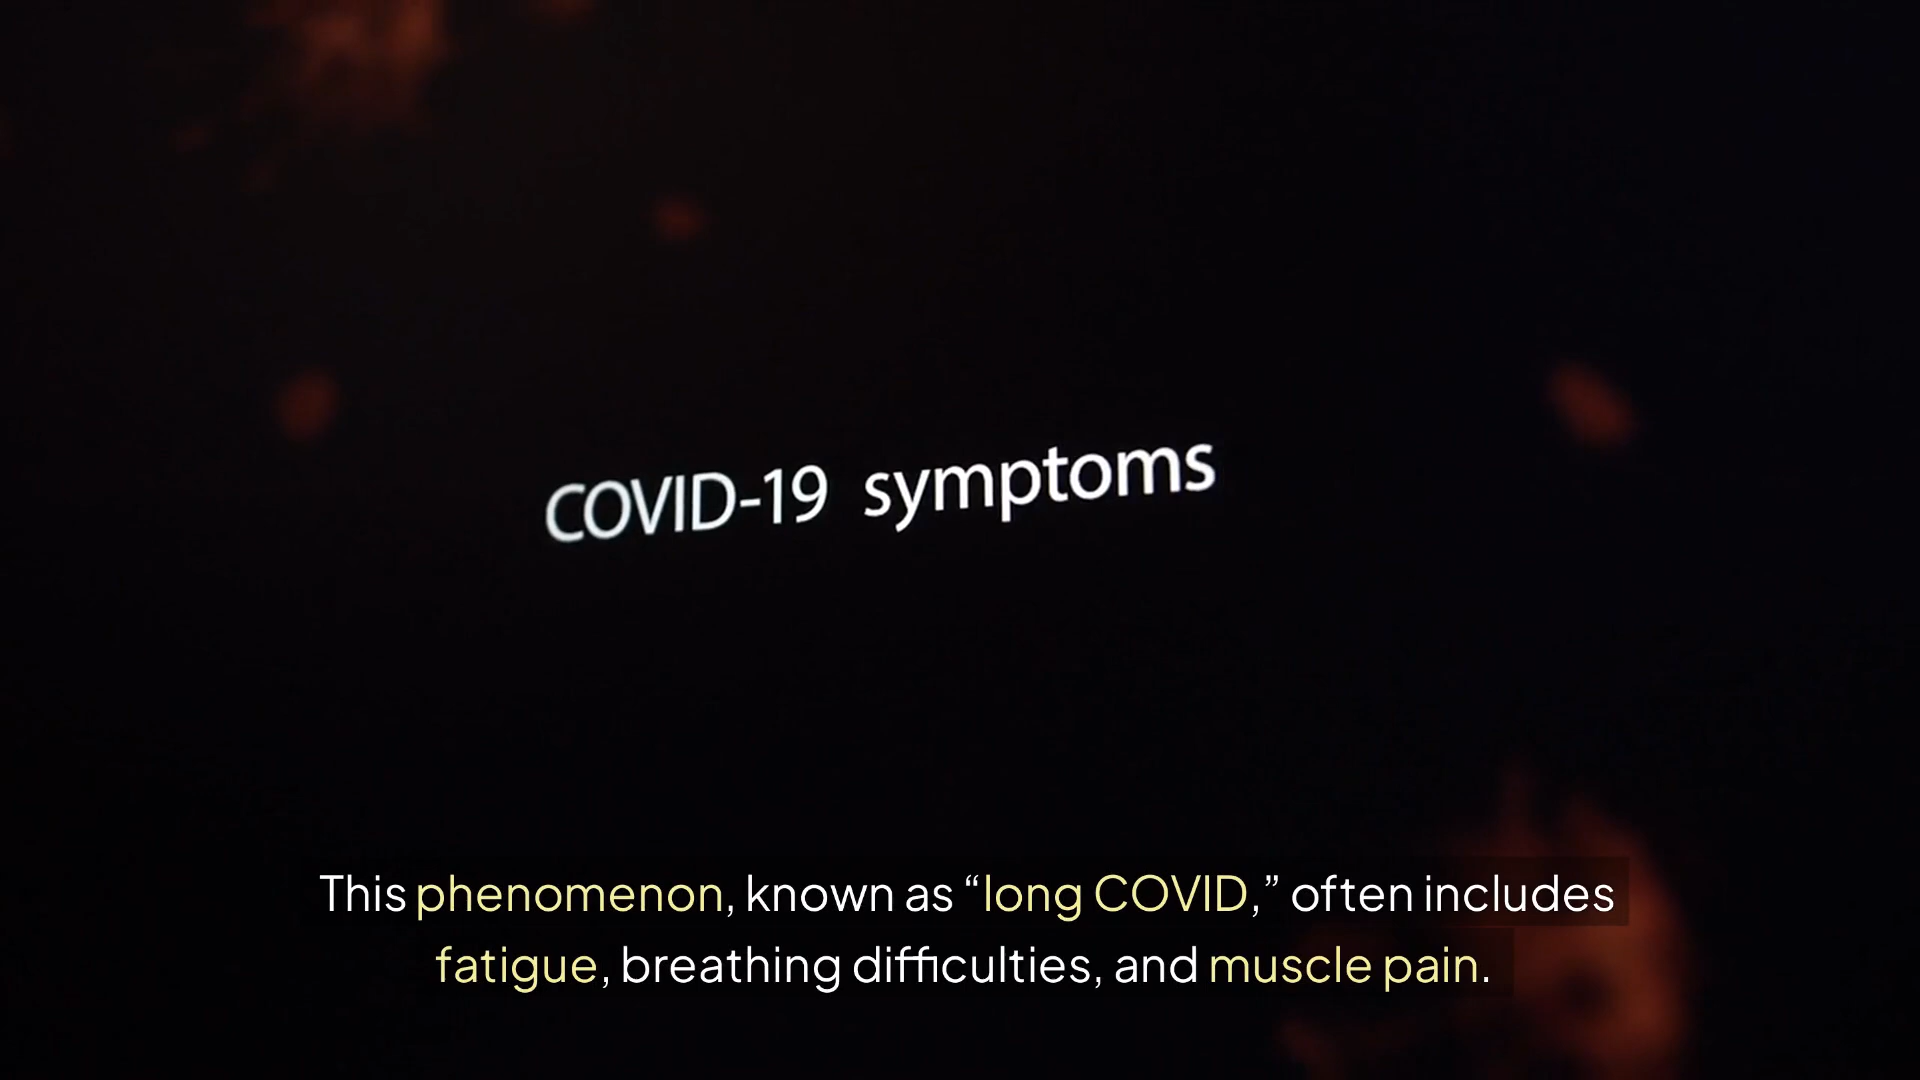 COVID-19 symptoms
This phenomenon, known as “long COVID,” often includes
fatigue, breathing difficulties, and muscle pain.